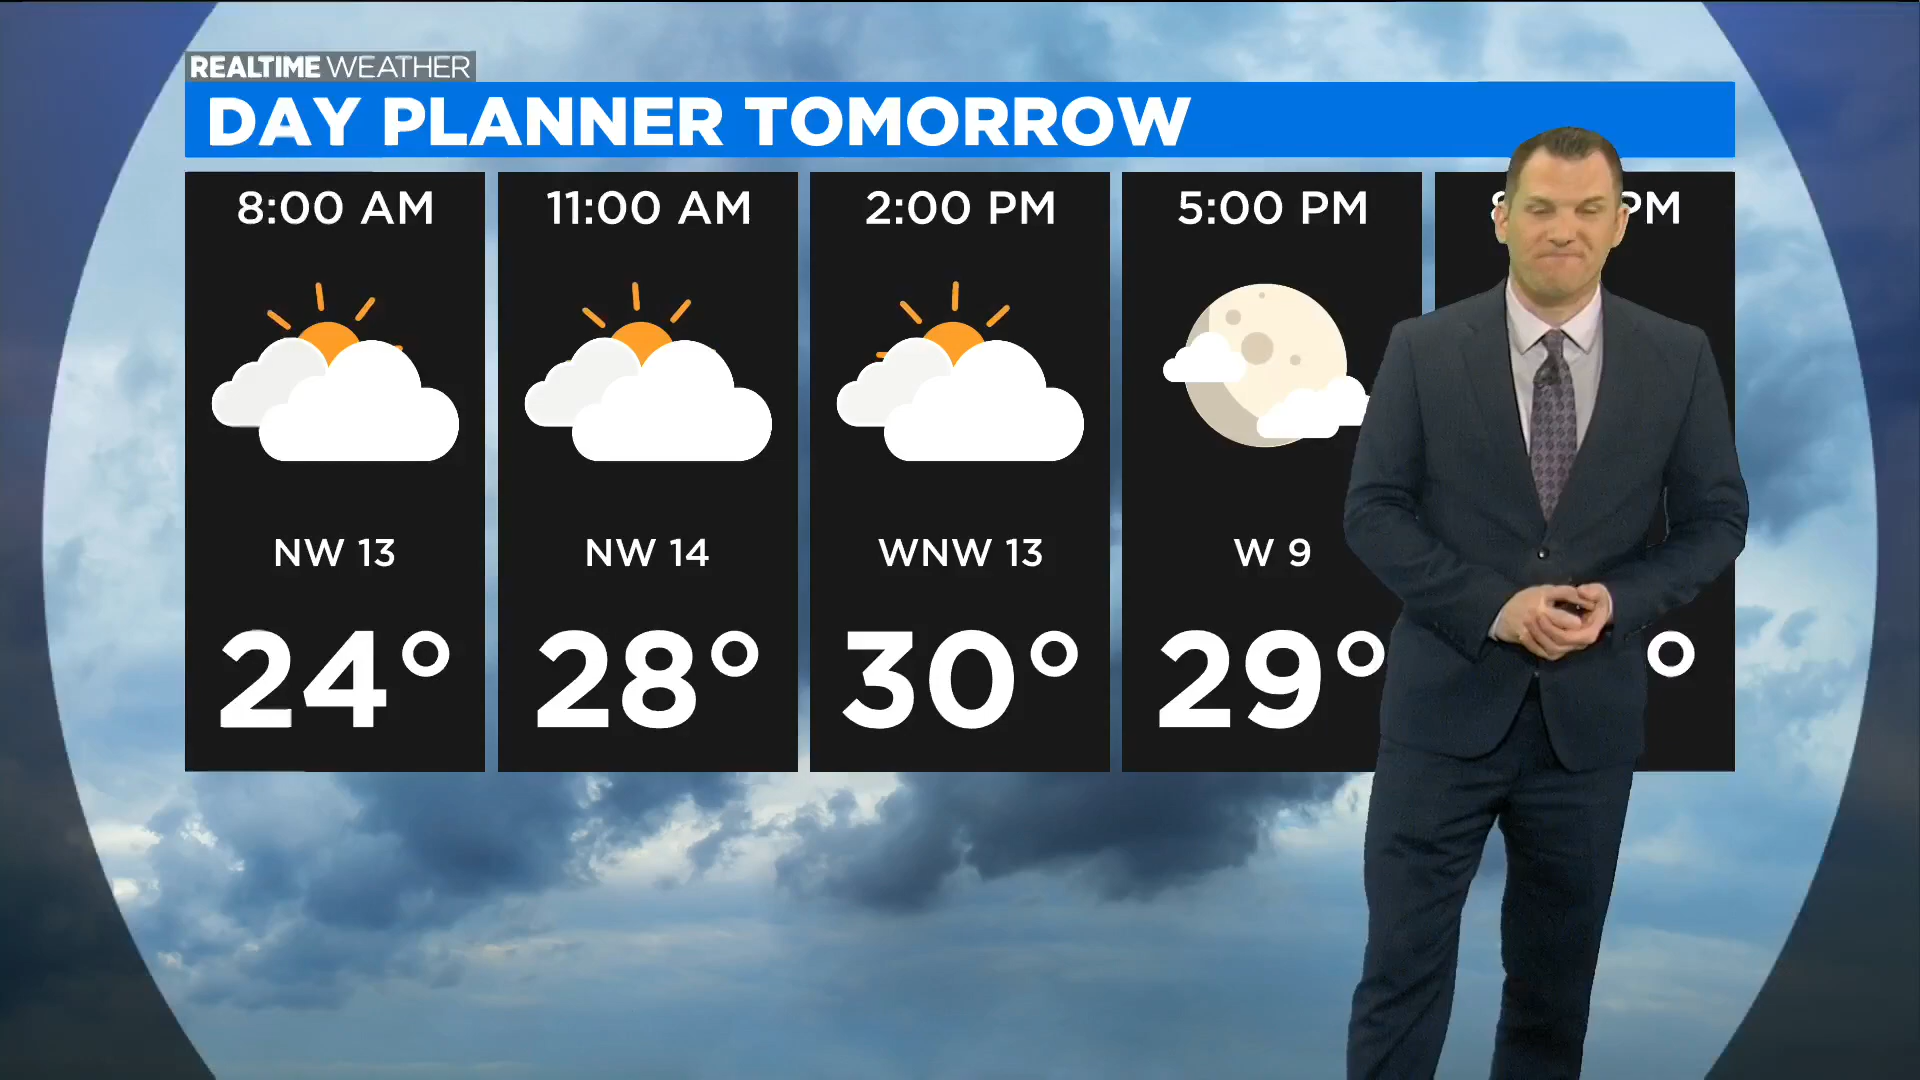 REALTIME WEATHER
DAY PLANNER TOMORROW
8:00 AM
NW 13
24°
11:00 AM
NW 14
28°
2:00 PM
WNW 13
30°
5:00 PM
W 9
29°
PM
°